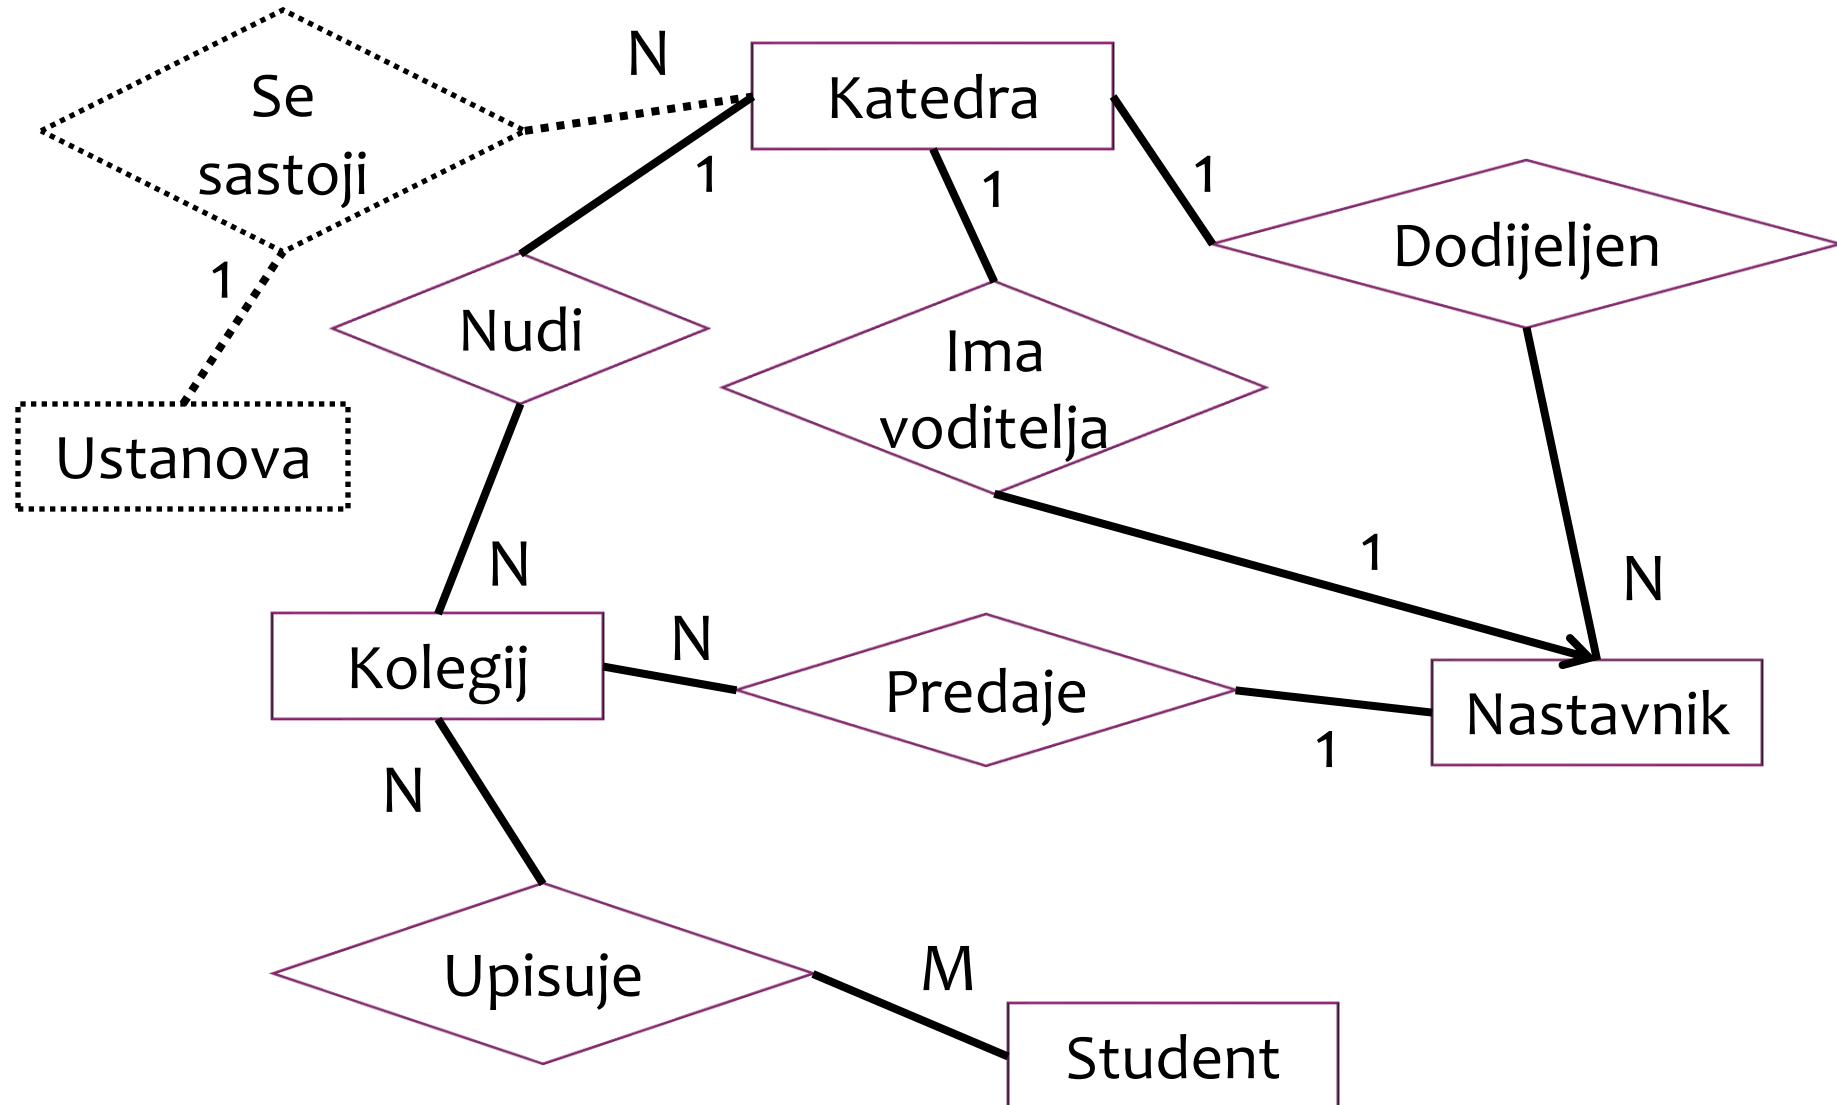 N
Katedra
Se
sastoji
1
1
1
1
Dodijeljen
Nudi
Ima
voditelja
Ustanova
N
1
N
Kolegij
N
Predaje
1
Nastavnik
N
Upisuje
M
Student